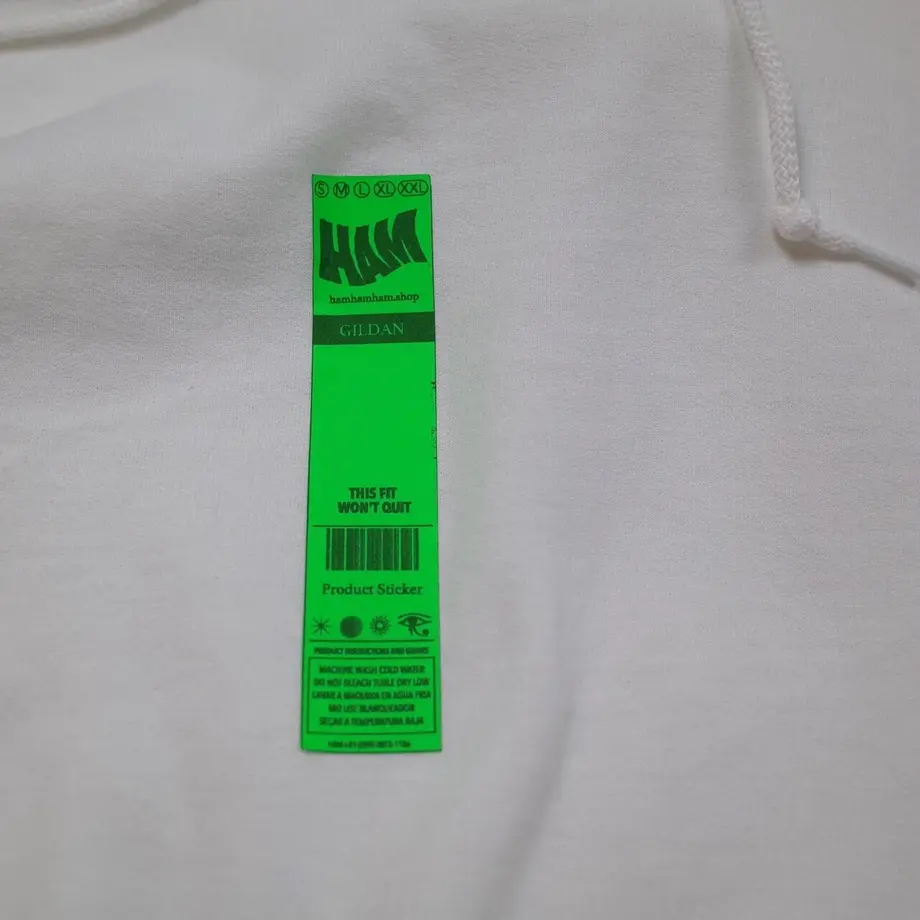 S M L XL XXL
HAM
hamhamham.shop
GILDAN
THIS FIT
WON'T QUIT
Product Sticker
PRODUCT INSTRUCTIONS AND
MACHINE WASH COLD WATER
DO NOT BLEACH TUMBLE DRY LOW
LAVAR A MAQUINA EN AGUA FRIA
NO USE BLANQUEADOR
SECAR A TEMPERATURA BAJA